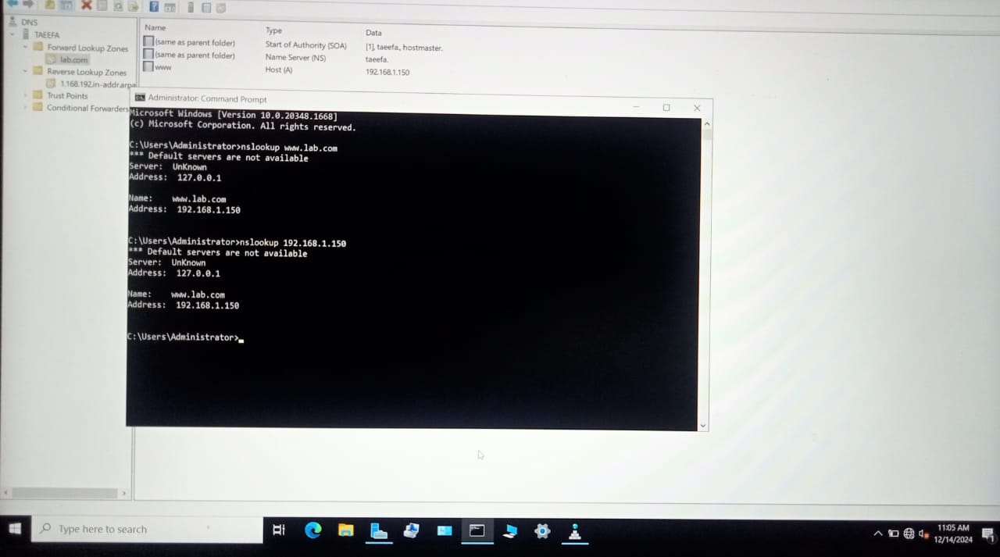 DNS
TAEEFA
Forward Lookup Zones
lab.com
Reverse Lookup Zones
1.168.192.in-addr.arpa
Trust Points
Conditional Forwarders
Name Type Data
(same as parent folder) Start of Authority (SOA) [1], taeefa., hostmaster.
(same as parent folder) Name Server (NS) taeefa.
www Host (A) 192.168.1.150
Administrator: Command Prompt
Microsoft Windows [Version 10.0.20348.1668]
(c) Microsoft Corporation. All rights reserved.
C:\Users\Administrator>nslookup www.lab.com
*** Default servers are not available
Server: UnKnown
Address: 127.0.0.1
Name: www.lab.com
Address: 192.168.1.150
C:\Users\Administrator>nslookup 192.168.1.150
*** Default servers are not available
Server: UnKnown
Address: 127.0.0.1
Name: www.lab.com
Address: 192.168.1.150
C:\Users\Administrator>
Type here to search
11:05 AM
12/14/2024
1